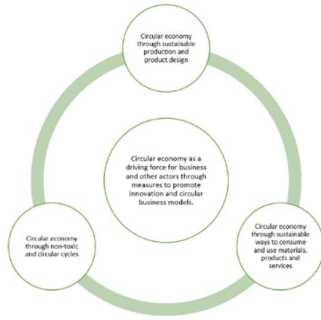 Circular economy
through sustainable
production and
product design
Circular economy as a
driving force for business
and other actors through
measures to promote
innovation and circular
business models.
Circular economy
through non-toxic
and circular cycles
Circular economy
through sustainable
ways to consume
and use materials,
products and
services